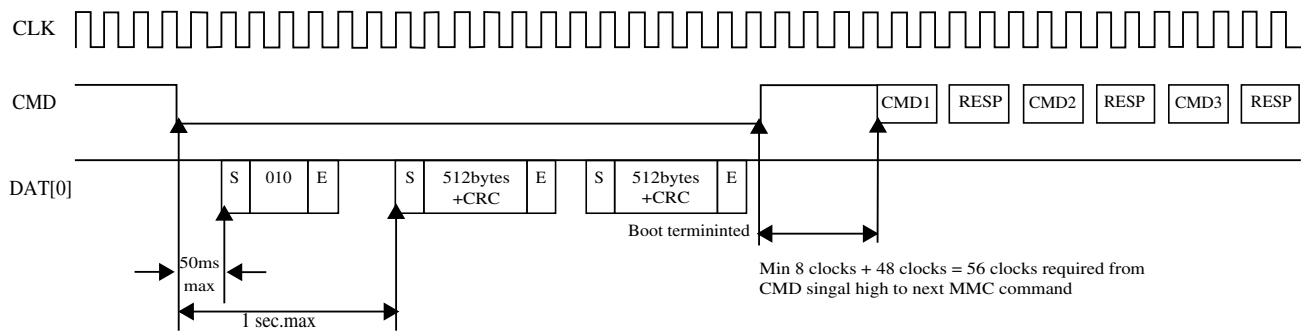 CLK
CMD
CMD1 RESP CMD2 RESP CMD3 RESP
DAT[0]
S 010 E S 512bytes +CRC E S 512bytes +CRC E
Boot termininted
50ms
max
1 sec.max
Min 8 clocks + 48 clocks = 56 clocks required from
CMD singal high to next MMC command